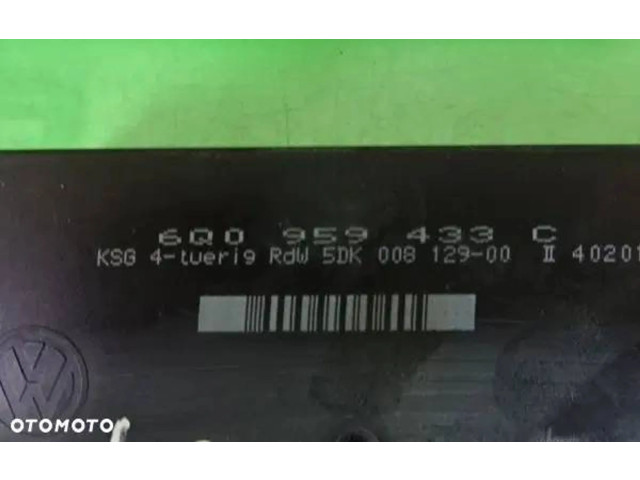 6Q0 959 433 C
KSG 4-tuerig RdW 5DK 008 129-00 II 40201
OTOMOTO